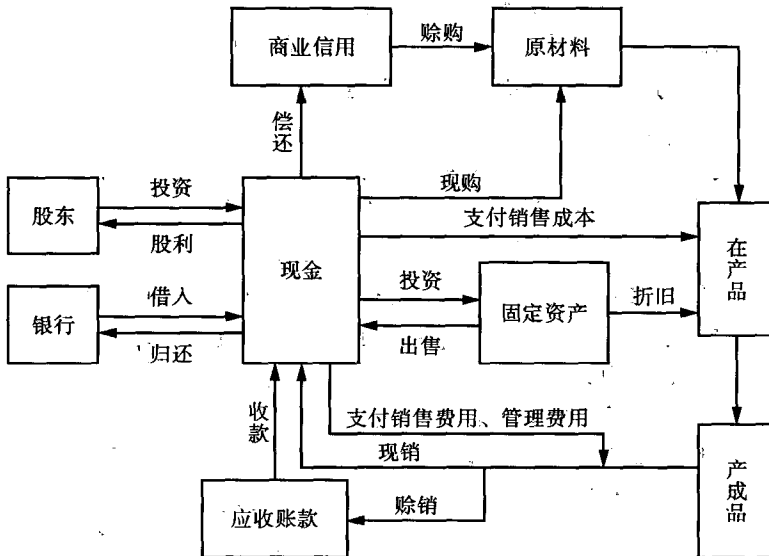 商业信用
赊购
原材料
偿还
投资
现购
股东
股利
支付销售成本
现金
在产品
借入
投资
固定资产
折旧
银行
归还
出售
收款
支付销售费用、管理费用
现销
产成品
应收账款
赊销